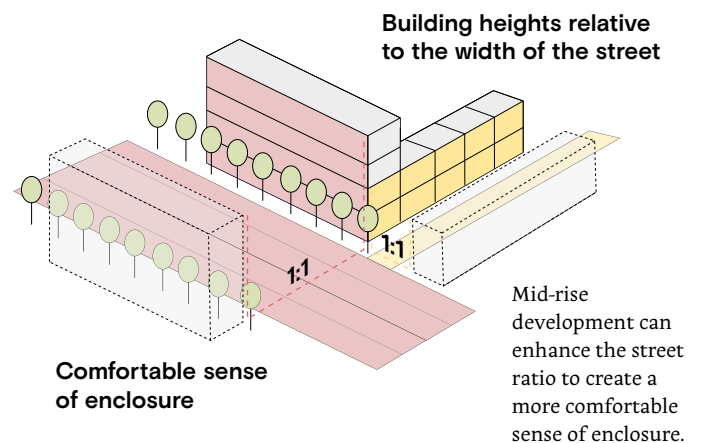 Building heights relative
to the width of the street
1:1
1:1
Comfortable sense
of enclosure
Mid-rise
development can
enhance the street
ratio to create a
more comfortable
sense of enclosure.